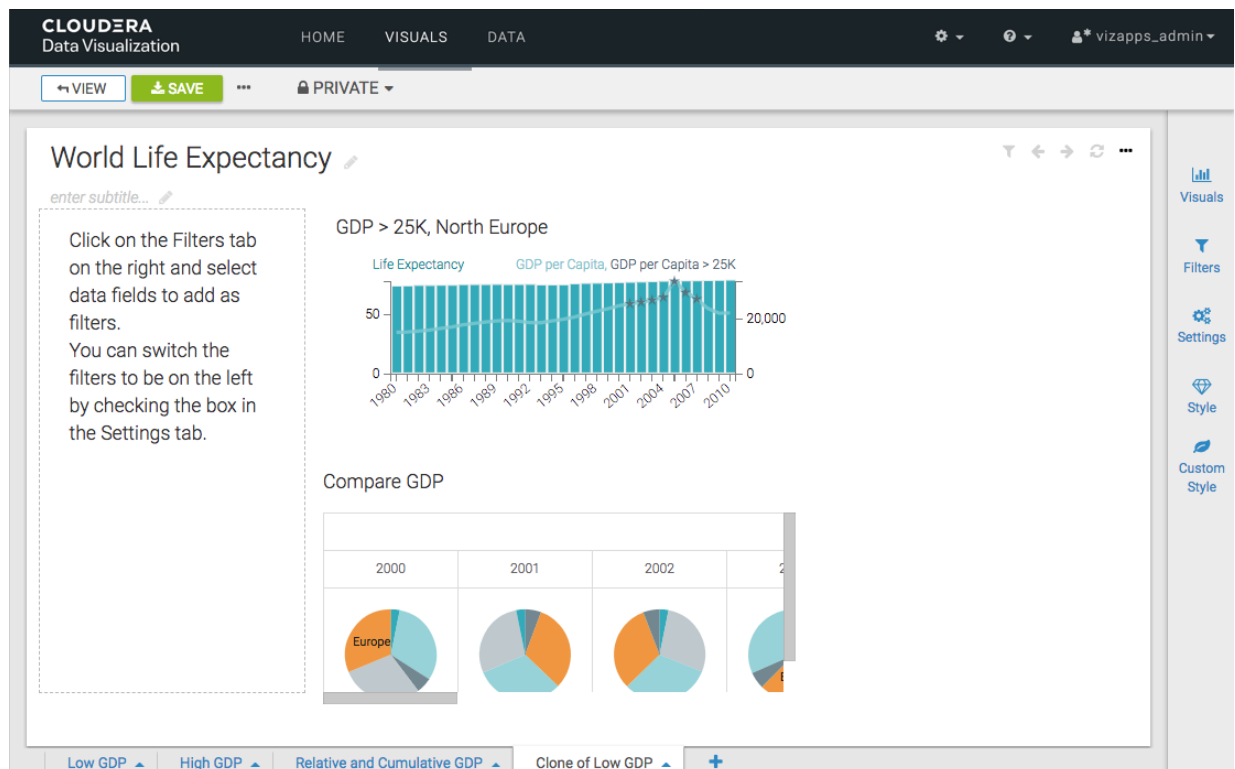 CLOUDERA
Data Visualization
HOME VISUALS DATA
vizapps_admin
VIEW SAVE PRIVATE
World Life Expectancy
enter subtitle...
Click on the Filters tab
on the right and select
data fields to add as
filters.
You can switch the
filters to be on the left
by checking the box in
the Settings tab.
GDP > 25K, North Europe
Life Expectancy GDP per Capita, GDP per Capita > 25K
50
0
20,000
0
1980 1983 1986 1989 1992 1995 1998 2001 2004 2007 2010
Compare GDP
2000 2001 2002
Europe
Visuals
Filters
Settings
Style
Custom
Style
Low GDP High GDP Relative and Cumulative GDP Clone of Low GDP